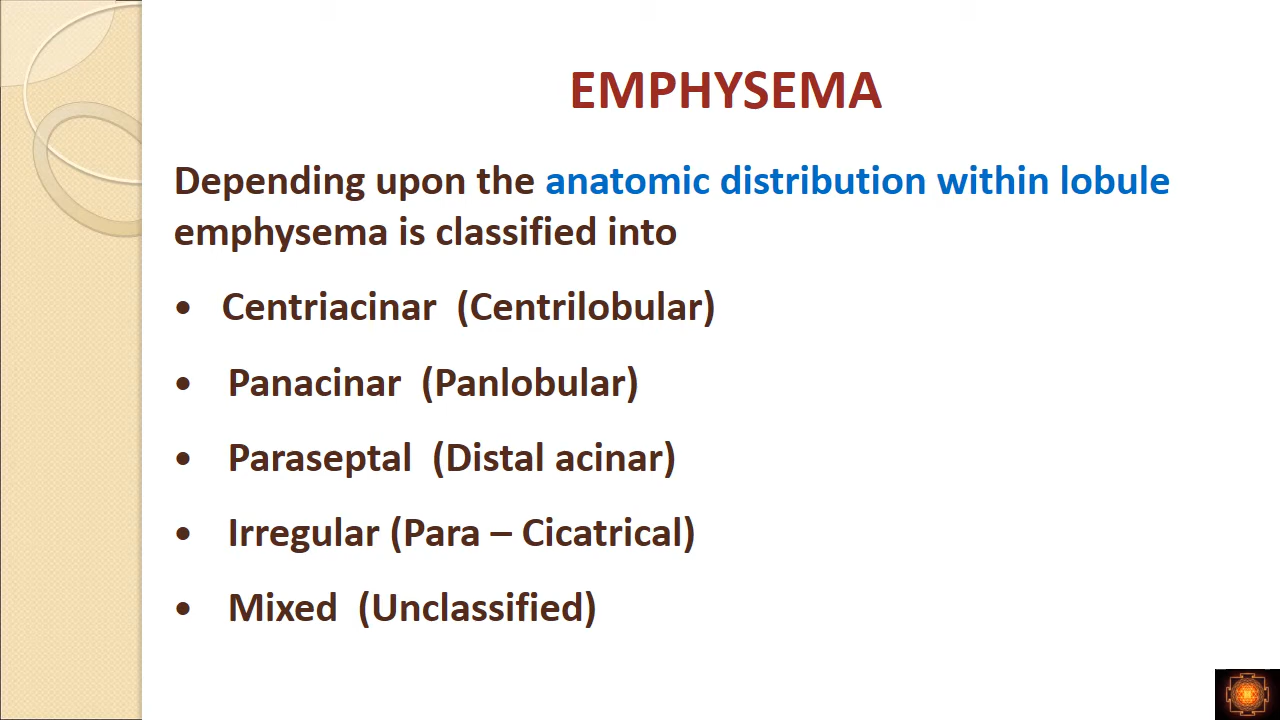 EMPHYSEMA
Depending upon the anatomic distribution within lobule
emphysema is classified into
• Centriacinar (Centrilobular)
• Panacinar (Panlobular)
• Paraseptal (Distal acinar)
• Irregular (Para – Cicatrical)
• Mixed (Unclassified)